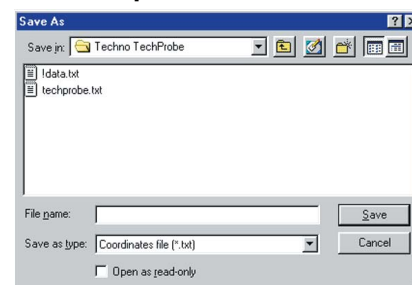 Save As
Save in: Techno TechProbe
!data.txt
techprobe.txt
File name:
Save
Save as type: Coordinates file (*.txt)
Cancel
Open as read-only